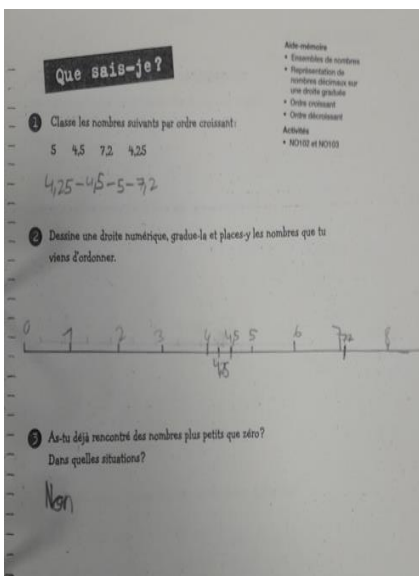 Que sais-je?
Aide-mémoire
• Ensembles de nombres
• Représentation de
nombres décimaux sur
une droite graduée
• Ordre croissant
• Ordre décroissant
Activités
• NO102 et NO103
1 Classe les nombres suivants par ordre croissant:
5 4,5 7,2 4,25
4,25-4,5-5-7,2
2 Dessine une droite numérique, gradue-la et places-y les nombres que tu
viens d'ordonner.
0 1 2 3 4 4,5 5 6 7 7,2 8
3 As-tu déjà rencontré des nombres plus petits que zéro?
Dans quelles situations?
Non